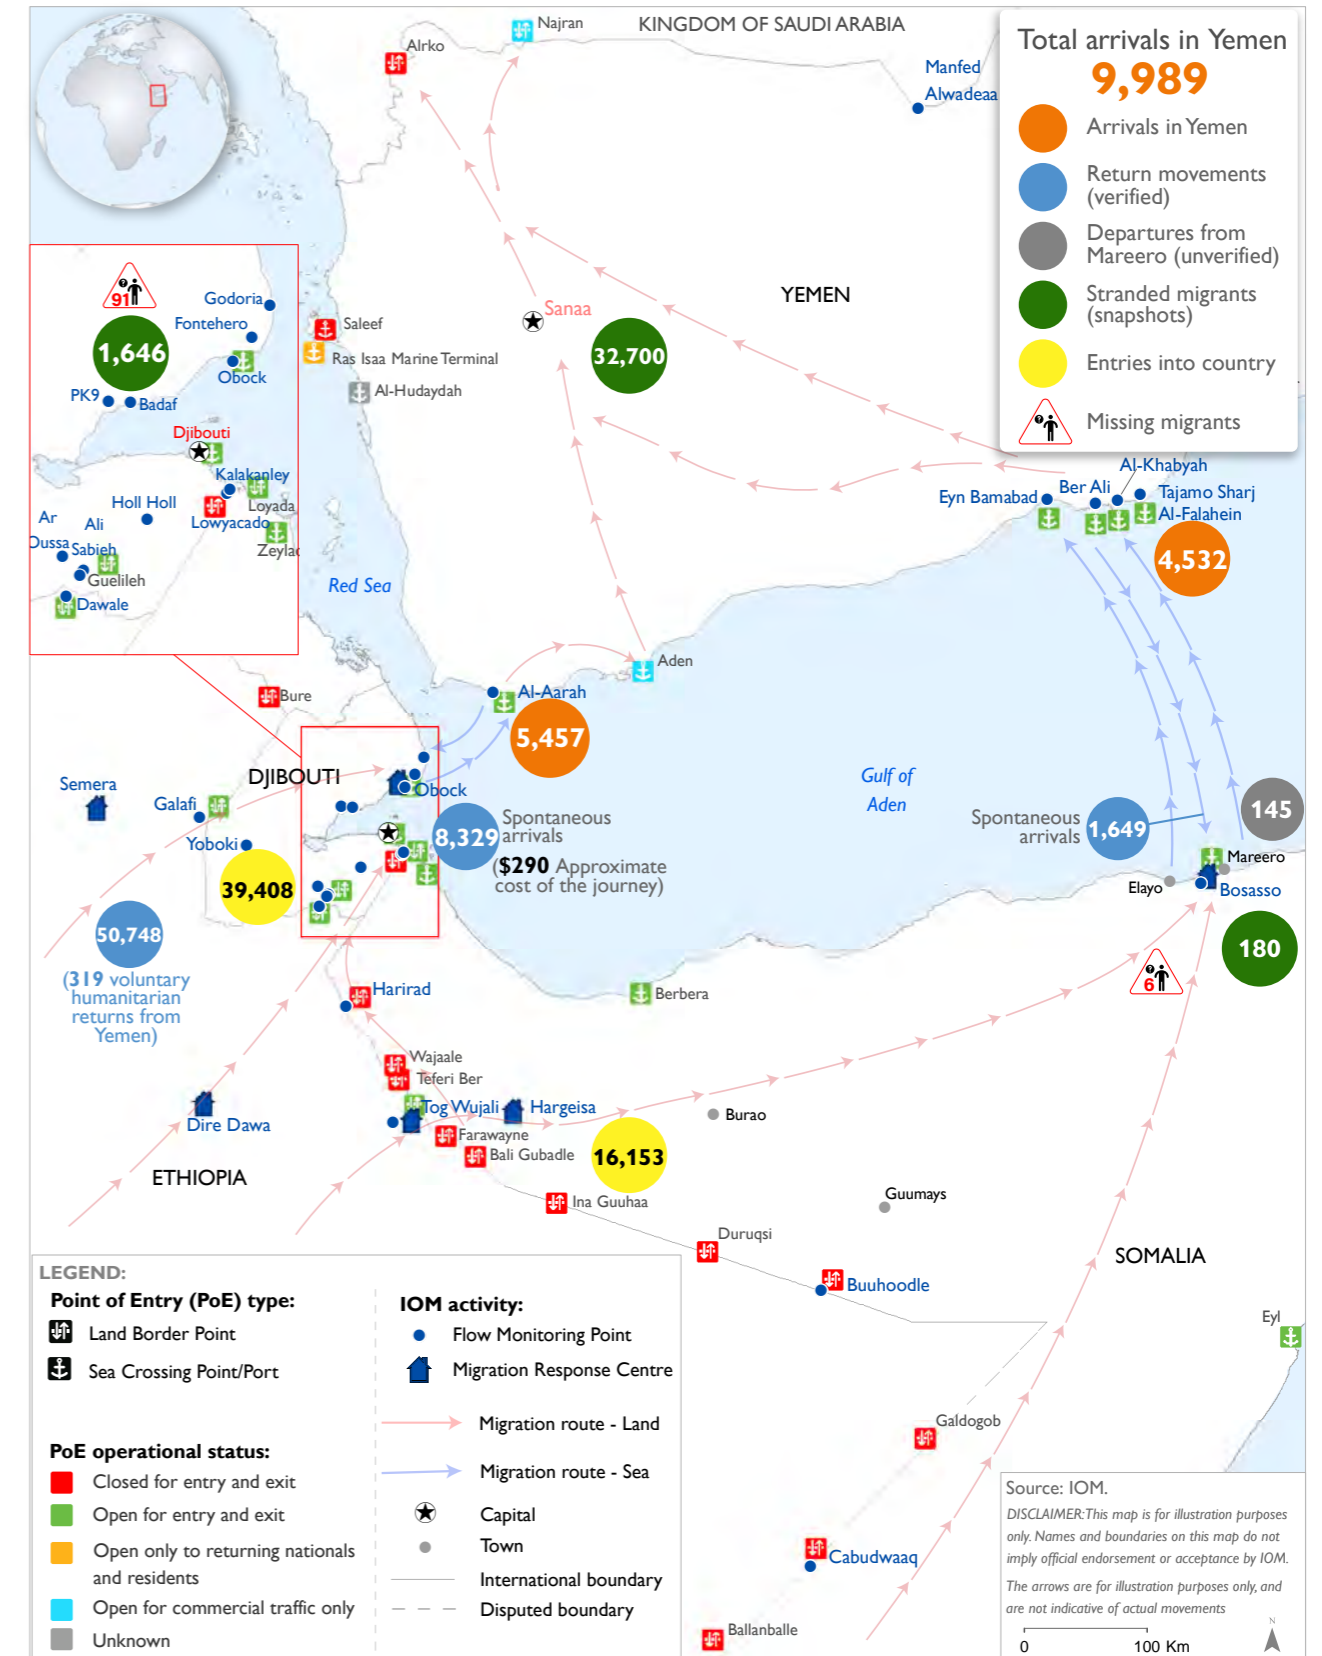 KINGDOM OF SAUDI ARABIA
Najran
Alrko
Manfed
Alwadeaa
Total arrivals in Yemen
9,989
Arrivals in Yemen
Return movements
(verified)
Departures from
Mareero (unverified)
Stranded migrants
(snapshots)
Entries into country
Missing migrants
91
1,646
Godoria
Fontehero
Obock
PK9
Badaf
Djibouti
Kalakanley
Loyada
Lowyacado
Zeylac
Holl Holl
Ar
Oussa
Ali
Sabieh
Guelileh
Dawale
Saleef
Ras Isaa Marine Terminal
Al-Hudaydah
Sanaa
32,700
YEMEN
Red Sea
Al-Khabyah
Eyn Bamabad
Ber Ali
Tajamo Sharj
Al-Falahein
4,532
Aden
Al-Aarah
5,457
Bure
DJIBOUTI
Semera
Galafi
Yoboki
39,408
Obock
8,329
Spontaneous
arrivals
($290 Approximate
cost of the journey)
Gulf of
Aden
Spontaneous
arrivals
1,649
145
Mareero
Elayo
Bosasso
180
6
50,748
(319 voluntary
humanitarian
returns from
Yemen)
Harirad
Berbera
Wajaale
Teferi Ber
Tog Wujali
Hargeisa
Burao
Dire Dawa
Farawayne
Bali Gubadle
16,153
ETHIOPIA
Ina Guuhaa
Guumays
Duruqsi
SOMALIA
Buuhoodle
Eyl
Galdogob
Cabudwaaq
Ballanballe
LEGEND:
Point of Entry (PoE) type:
Land Border Point
Sea Crossing Point/Port
PoE operational status:
Closed for entry and exit
Open for entry and exit
Open only to returning nationals
and residents
Open for commercial traffic only
Unknown
IOM activity:
Flow Monitoring Point
Migration Response Centre
Migration route - Land
Migration route - Sea
Capital
Town
International boundary
Disputed boundary
Source: IOM.
DISCLAIMER:This map is for illustration purposes
only. Names and boundaries on this map do not
imply official endorsement or acceptance by IOM.
The arrows are for illustration purposes only, and
are not indicative of actual movements
N
0 100 Km